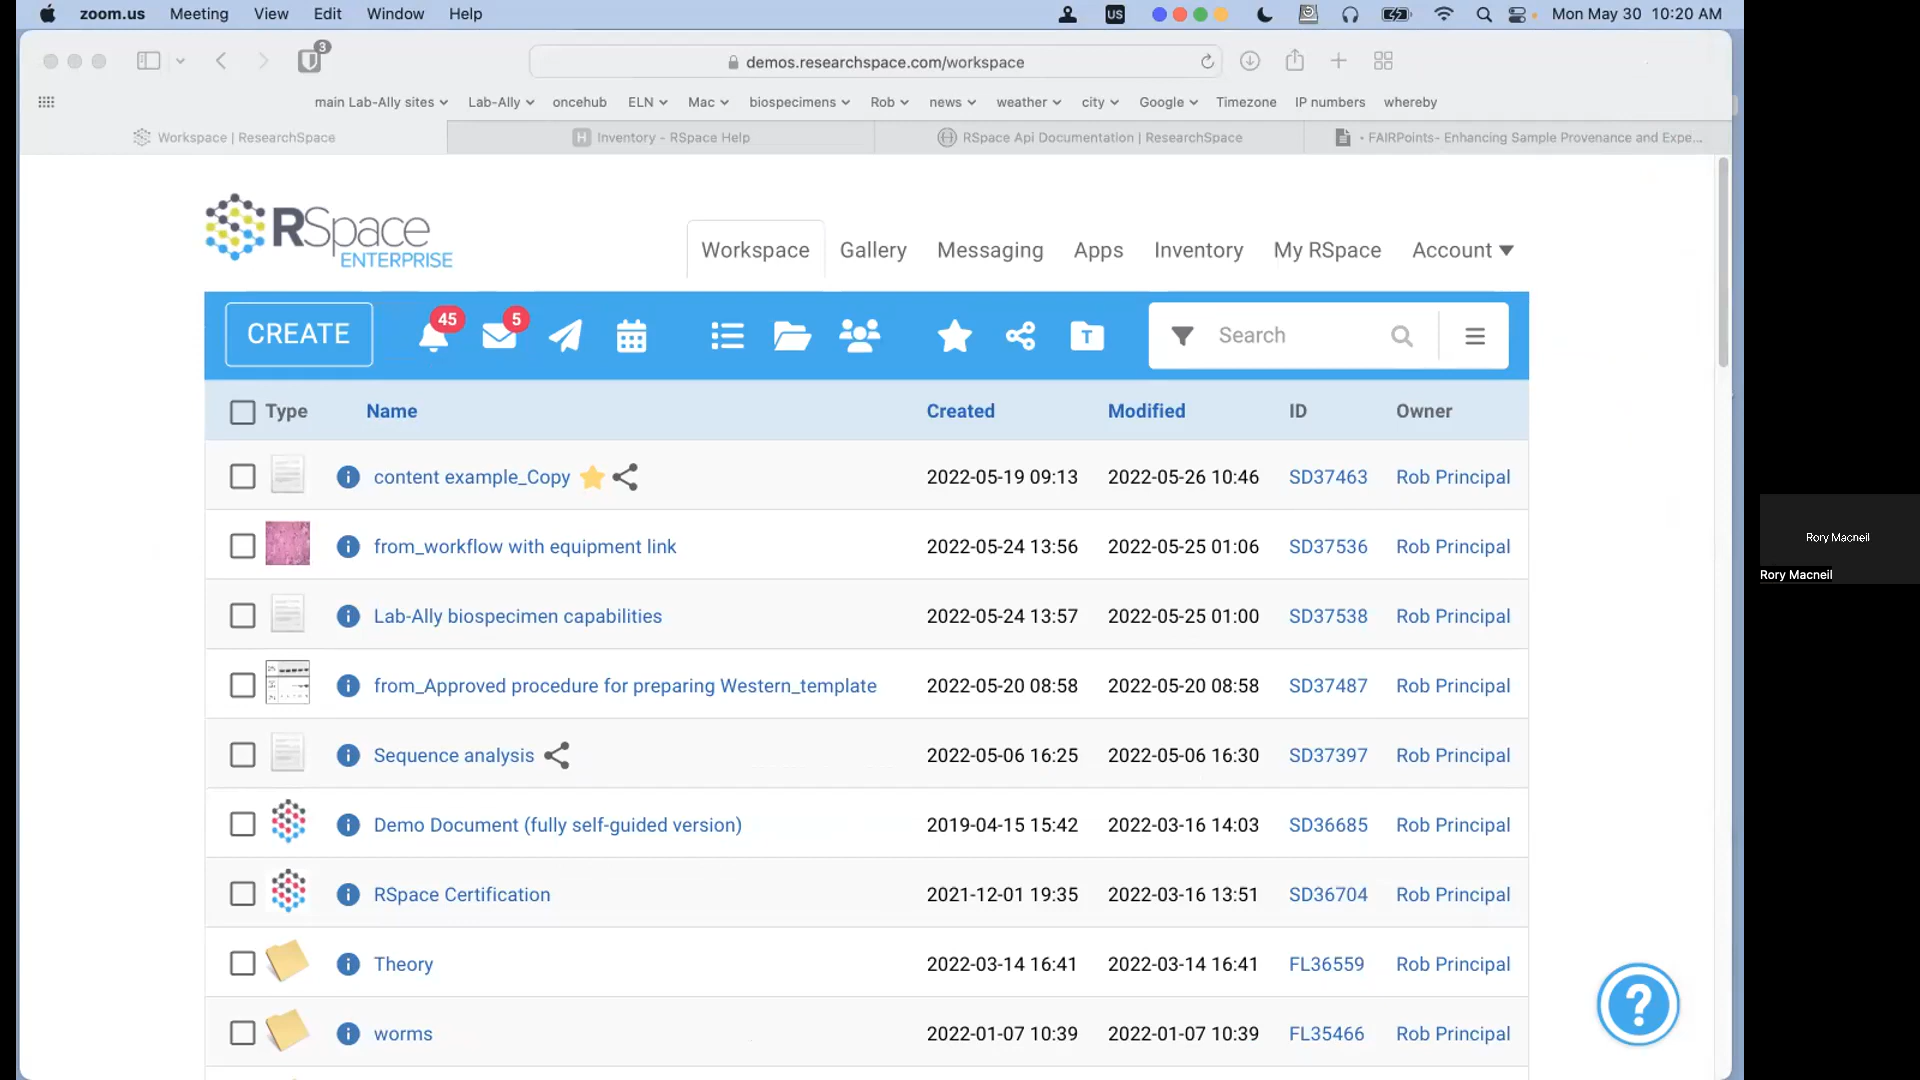 zoom.us Meeting View Edit Window Help US Mon May 30 10:20 AM
3
demos.researchspace.com/workspace
main Lab-Ally sites Lab-Ally oncehub ELN Mac biospecimens Rob news weather city Google Timezone IP numbers whereby
Workspace | ResearchSpace H Inventory - RSpace Help RSpace Api Documentation | ResearchSpace - FAIRPoints- Enhancing Sample Provenance and Expe...
RSpace
ENTERPRISE
Workspace Gallery Messaging Apps Inventory My RSpace Account
CREATE 45 5 T Search
Type Name Created Modified ID Owner
content example_Copy 2022-05-19 09:13 2022-05-26 10:46 SD37463 Rob Principal
from_workflow with equipment link 2022-05-24 13:56 2022-05-25 01:06 SD37536 Rob Principal
Lab-Ally biospecimen capabilities 2022-05-24 13:57 2022-05-25 01:00 SD37538 Rob Principal
from_Approved procedure for preparing Western_template 2022-05-20 08:58 2022-05-20 08:58 SD37487 Rob Principal
Sequence analysis 2022-05-06 16:25 2022-05-06 16:30 SD37397 Rob Principal
Demo Document (fully self-guided version) 2019-04-15 15:42 2022-03-16 14:03 SD36685 Rob Principal
RSpace Certification 2021-12-01 19:35 2022-03-16 13:51 SD36704 Rob Principal
Theory 2022-03-14 16:41 2022-03-14 16:41 FL36559 Rob Principal
worms 2022-01-07 10:39 2022-01-07 10:39 FL35466 Rob Principal
?
Rory Macneil
Rory Macneil